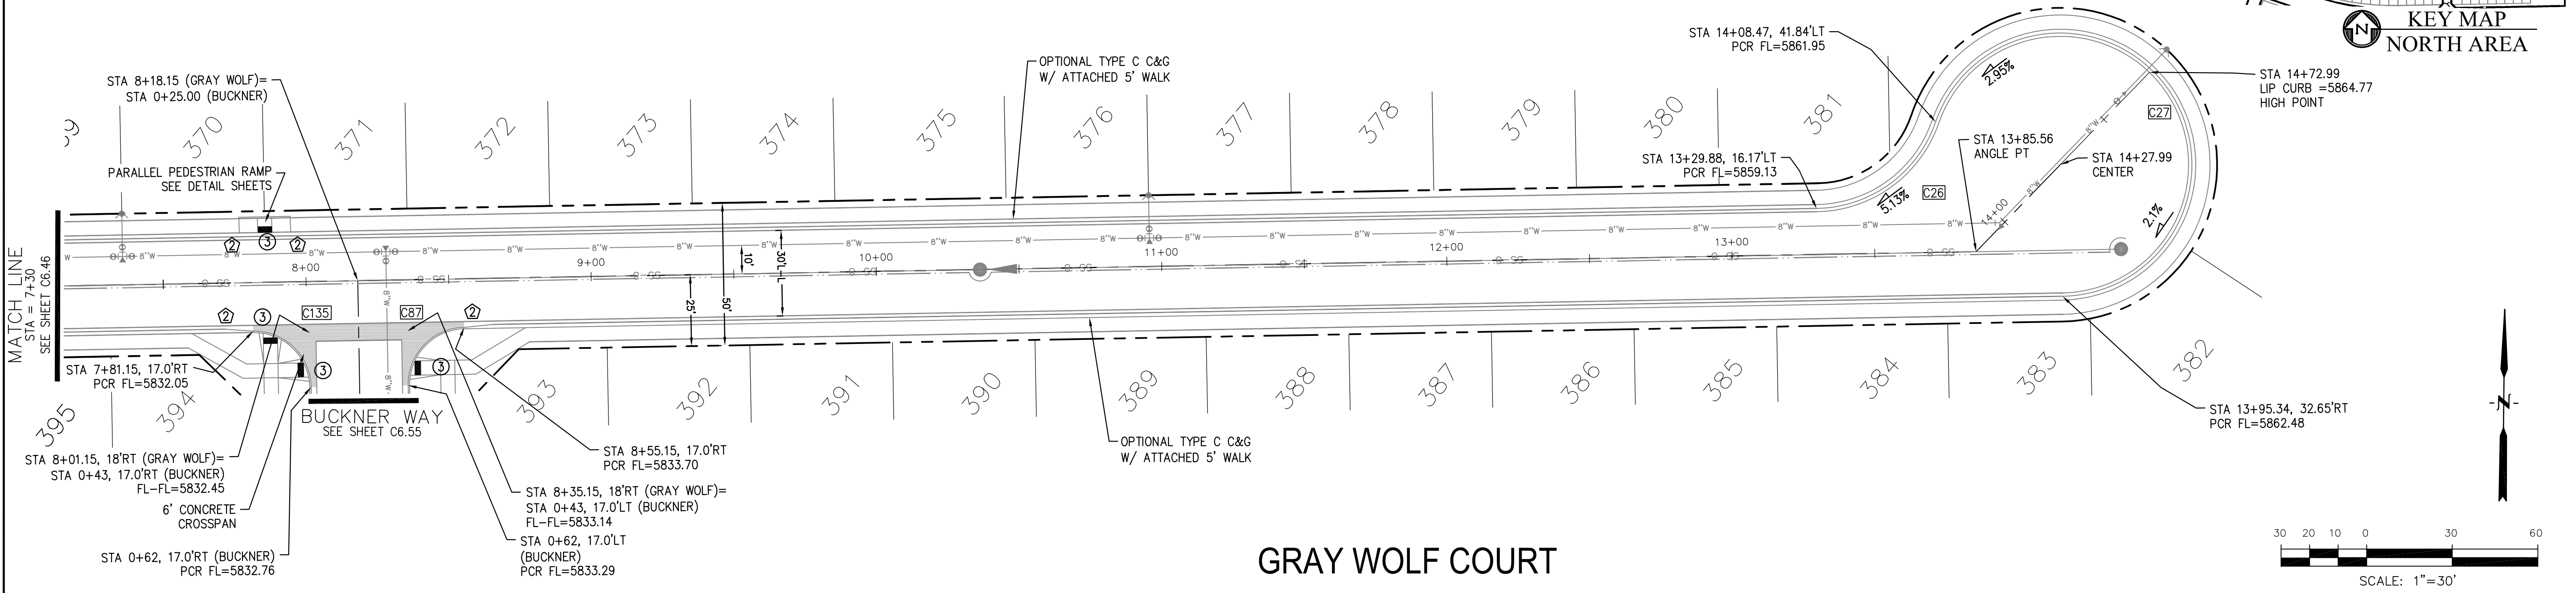 KEY MAP
NORTH AREA
N
STA 14+08.47, 41.84'LT
PCR FL=5861.95
OPTIONAL TYPE C C&G
W/ ATTACHED 5' WALK
STA 8+18.15 (GRAY WOLF)=
STA 0+25.00 (BUCKNER)
2.95%
STA 14+72.99
LIP CURB =5864.77
HIGH POINT
C27
370
371
372
373
374
375
376
377
378
379
380
381
STA 13+85.56
ANGLE PT
STA 14+27.99
CENTER
STA 13+29.88, 16.17'LT
PCR FL=5859.13
PARALLEL PEDESTRIAN RAMP
SEE DETAIL SHEETS
C26
5.13%
2.1%
14+00
8"W
MATCH LINE
STA = 7+30
SEE SHEET C6.46
2
3
2
8"W
8+00
9+00
10+00
11+00
12+00
13+00
10'
30'L-L
25'
50'
2
3
C135
C87
2
3
3
STA 7+81.15, 17.0'RT
PCR FL=5832.05
395
394
393
392
391
390
389
388
387
386
385
384
383
382
BUCKNER WAY
SEE SHEET C6.55
STA 13+95.34, 32.65'RT
PCR FL=5862.48
OPTIONAL TYPE C C&G
W/ ATTACHED 5' WALK
STA 8+55.15, 17.0'RT
PCR FL=5833.70
STA 8+01.15, 18'RT (GRAY WOLF)=
STA 0+43, 17.0'RT (BUCKNER)
FL-FL=5832.45
STA 8+35.15, 18'RT (GRAY WOLF)=
STA 0+43, 17.0'LT (BUCKNER)
FL-FL=5833.14
6' CONCRETE
CROSSPAN
STA 0+62, 17.0'LT
(BUCKNER)
PCR FL=5833.29
STA 0+62, 17.0'RT (BUCKNER)
PCR FL=5832.76
GRAY WOLF COURT
N
30 20 10 0 30 60
SCALE: 1"=30'